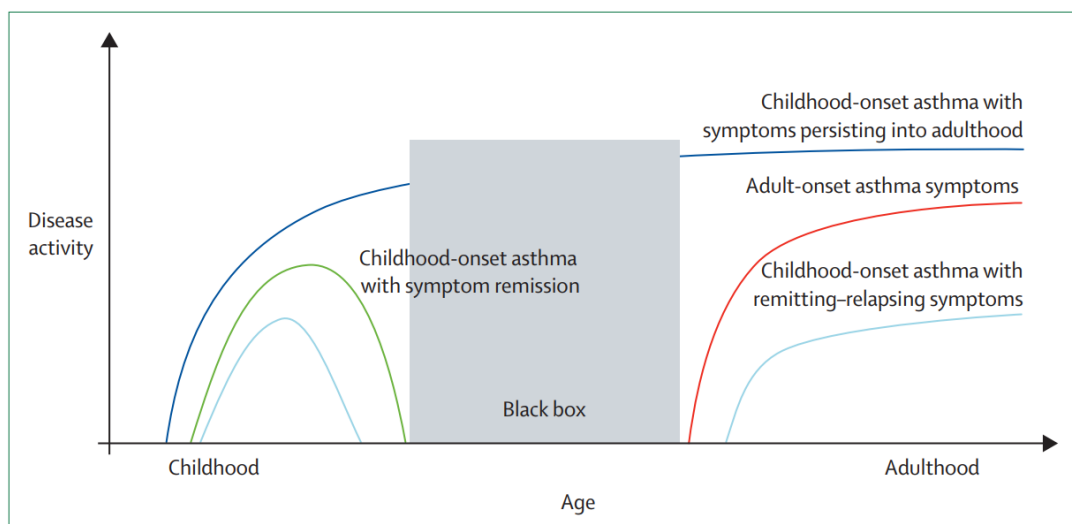 Childhood-onset asthma with
symptoms persisting into adulthood
Adult-onset asthma symptoms
Disease
activity
Childhood-onset asthma
with symptom remission
Childhood-onset asthma with
remitting–relapsing symptoms
Black box
Childhood
Adulthood
Age